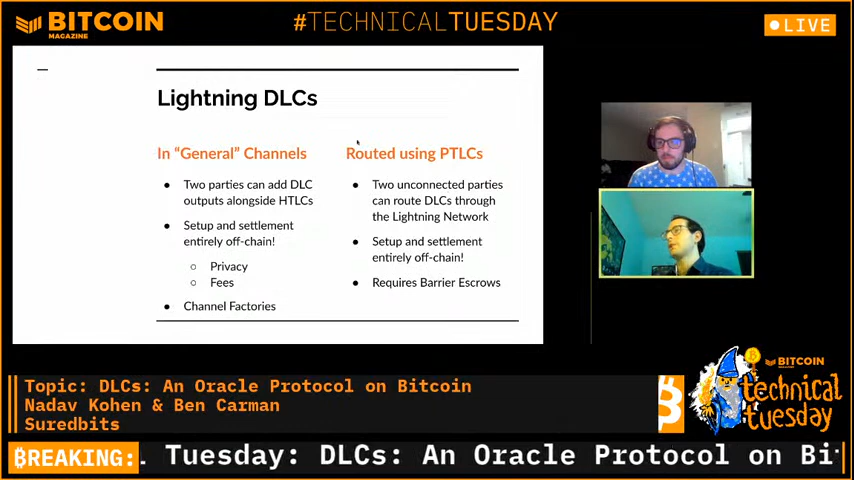 BITCOIN
MAGAZINE
#TECHNICALTUESDAY
LIVE
Lightning DLCs
In "General" Channels
● Two parties can add DLC
outputs alongside HTLCs
● Setup and settlement
entirely off-chain!
○ Privacy
○ Fees
● Channel Factories
Routed using PTLCs
● Two unconnected parties
can route DLCs through
the Lightning Network
● Setup and settlement
entirely off-chain!
● Requires Barrier Escrows
Topic: DLCs: An Oracle Protocol on Bitcoin
Nadav Kohen & Ben Carman
Suredbits
BITCOIN
MAGAZINE
technical
tuesday
₿REAKING:
. Tuesday: DLCs: An Oracle Protocol on Bit